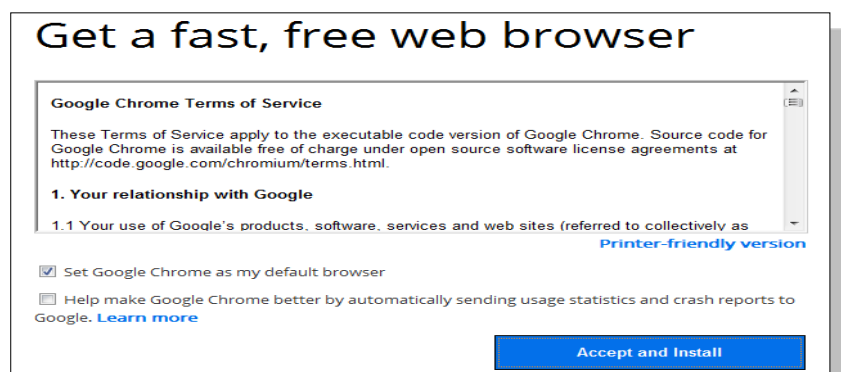 Get a fast, free web browser
Google Chrome Terms of Service
These Terms of Service apply to the executable code version of Google Chrome. Source code for
Google Chrome is available free of charge under open source software license agreements at
http://code.google.com/chromium/terms.html.
1. Your relationship with Google
1.1 Your use of Google's products, software, services and web sites (referred to collectively as
Printer-friendly version
Set Google Chrome as my default browser
Help make Google Chrome better by automatically sending usage statistics and crash reports to
Google. Learn more
Accept and Install